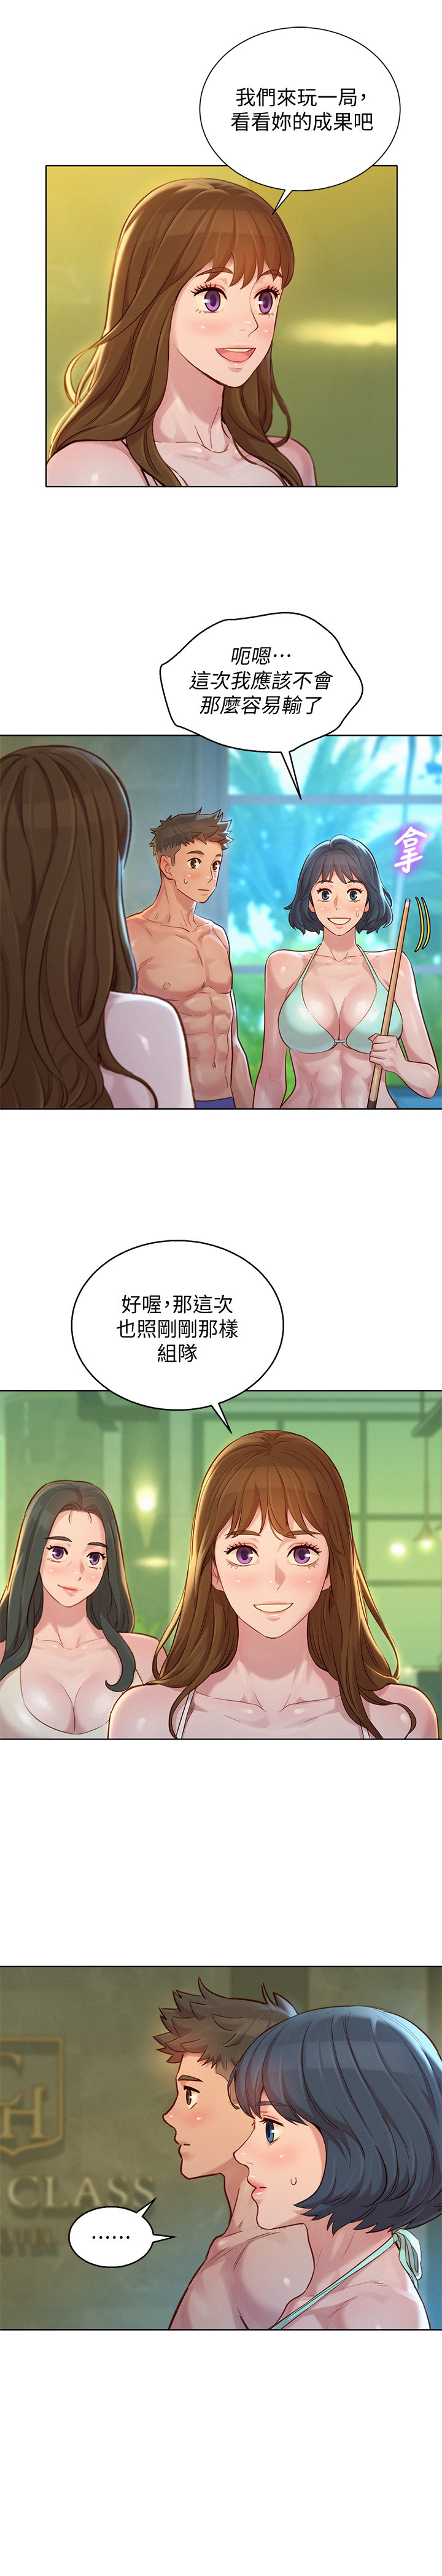 我們來玩一局，
看看妳的成果吧
呃嗯…
這次我應該不會
那麼容易輸了
拿
好喔，那這次
也照剛剛那樣
組隊
CH
CLASS
……